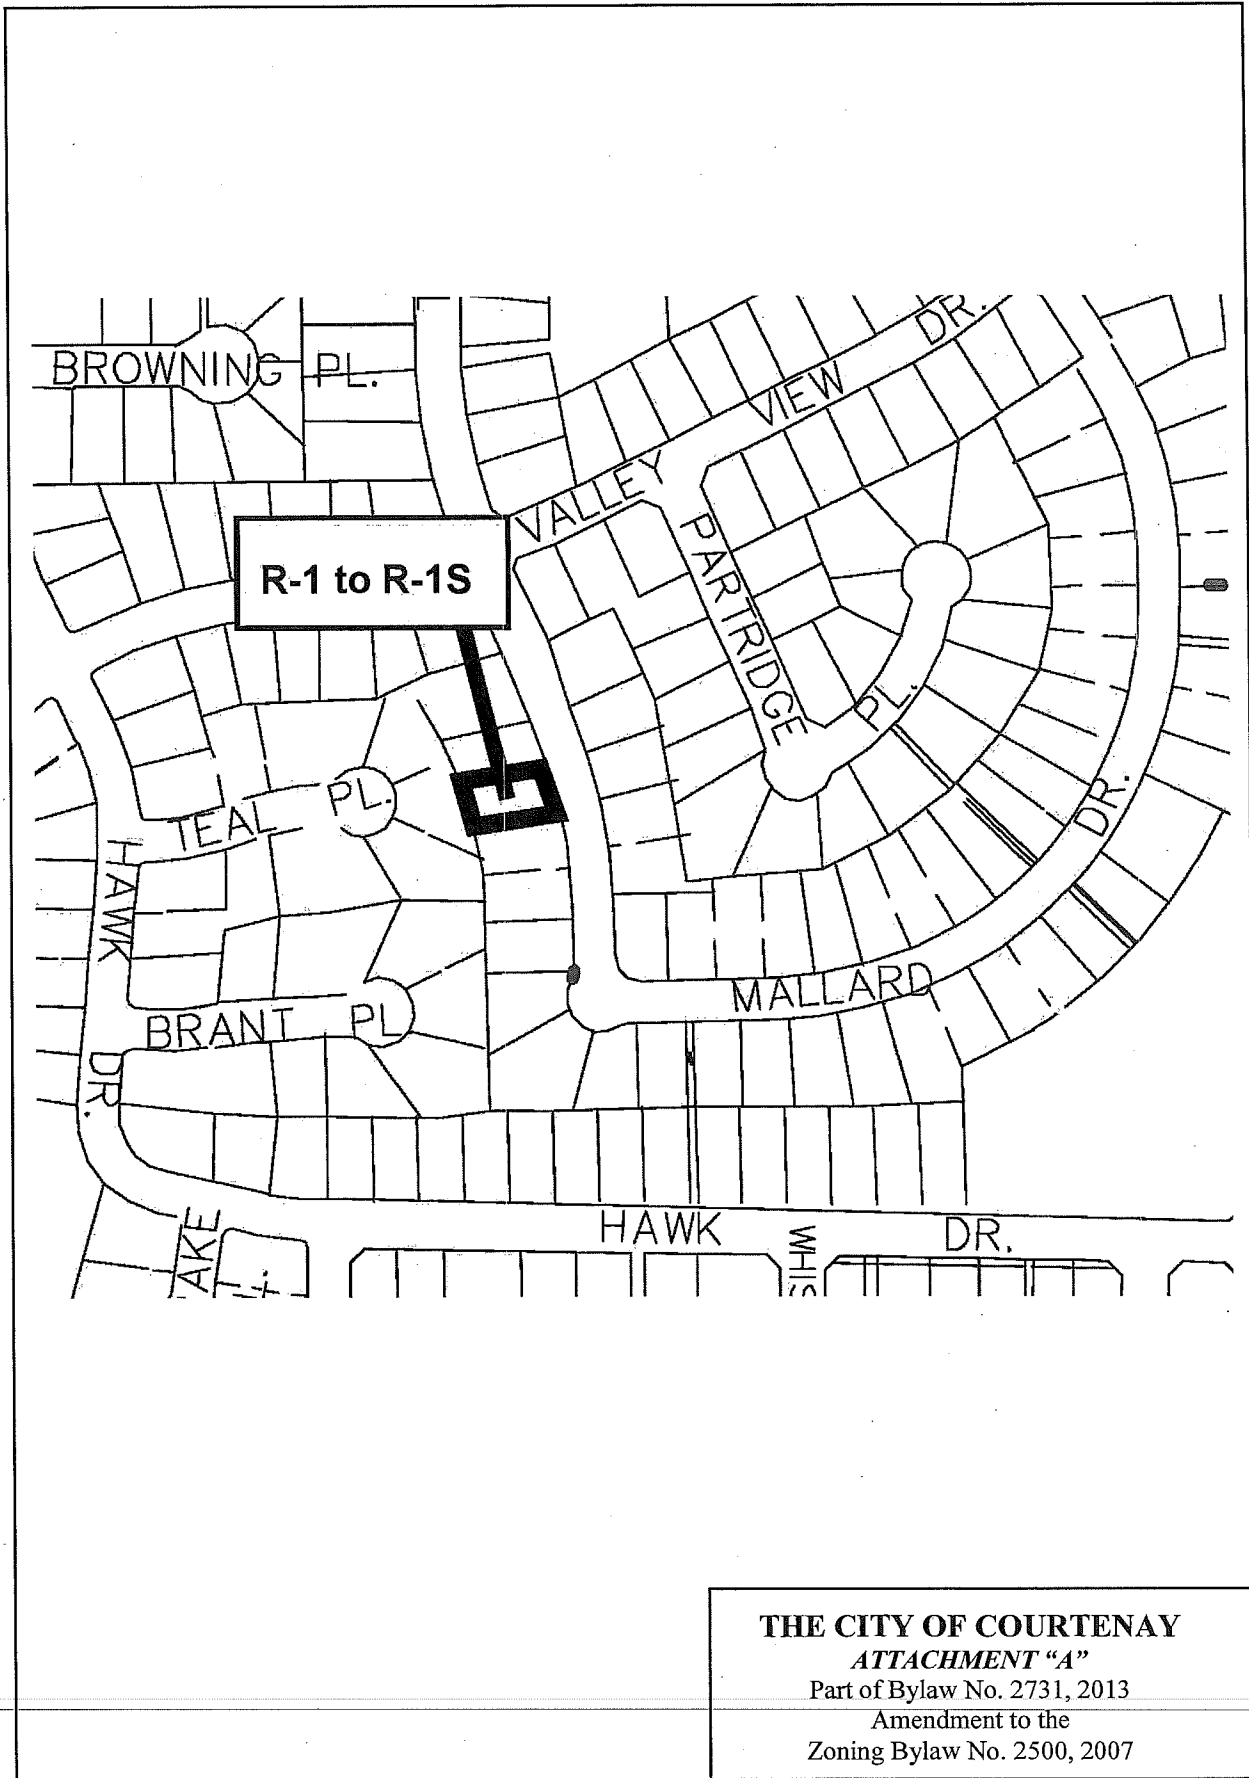 BROWNING PL.
VIEW DR.
VALLEY
R-1 to R-1S
PARTRIDGE PL.
TEAL PL.
DR.
HAWK
MALLARD
BRANT PL
DR.
HAWK DR.
AKE
WHIS
THE CITY OF COURTENAY
ATTACHMENT “A”
Part of Bylaw No. 2731, 2013
Amendment to the
Zoning Bylaw No. 2500, 2007